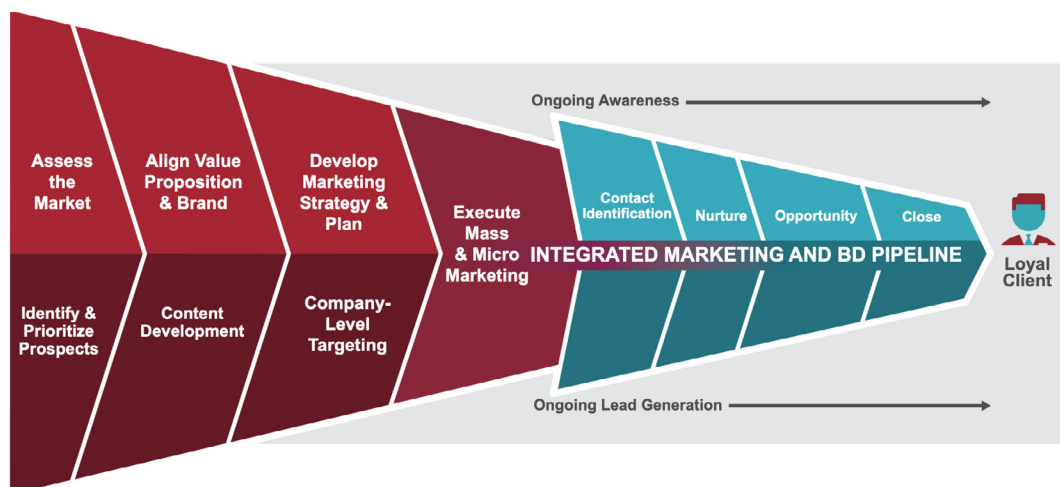 Ongoing Awareness
Assess
the
Market
Align Value
Proposition
& Brand
Develop
Marketing
Strategy &
Plan
Execute
Mass
& Micro
Marketing
Contact
Identification
Nurture
Opportunity
Close
INTEGRATED MARKETING AND BD PIPELINE
Loyal
Client
Identify &
Prioritize
Prospects
Content
Development
Company-
Level
Targeting
Ongoing Lead Generation